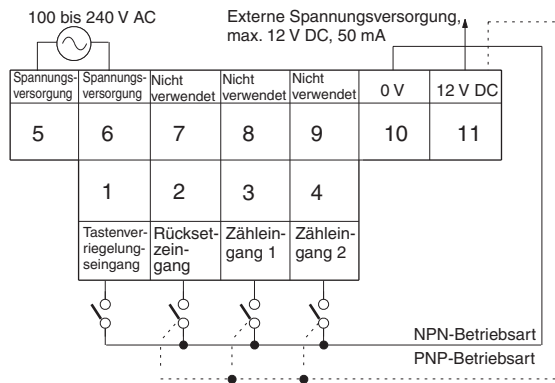 100 bis 240 V AC
Externe Spannungsversorgung,
max. 12 V DC, 50 mA
Spannungs-
versorgung
Spannungs-
versorgung
Nicht
verwendet
Nicht
verwendet
Nicht
verwendet
0 V
12 V DC
5
6
7
8
9
10
11
1
2
3
4
Tastenver-
riegelung-
seingang
Rückset-
zein-
gang
Zählein-
gang 1
Zählein-
gang 2
NPN-Betriebsart
PNP-Betriebsart